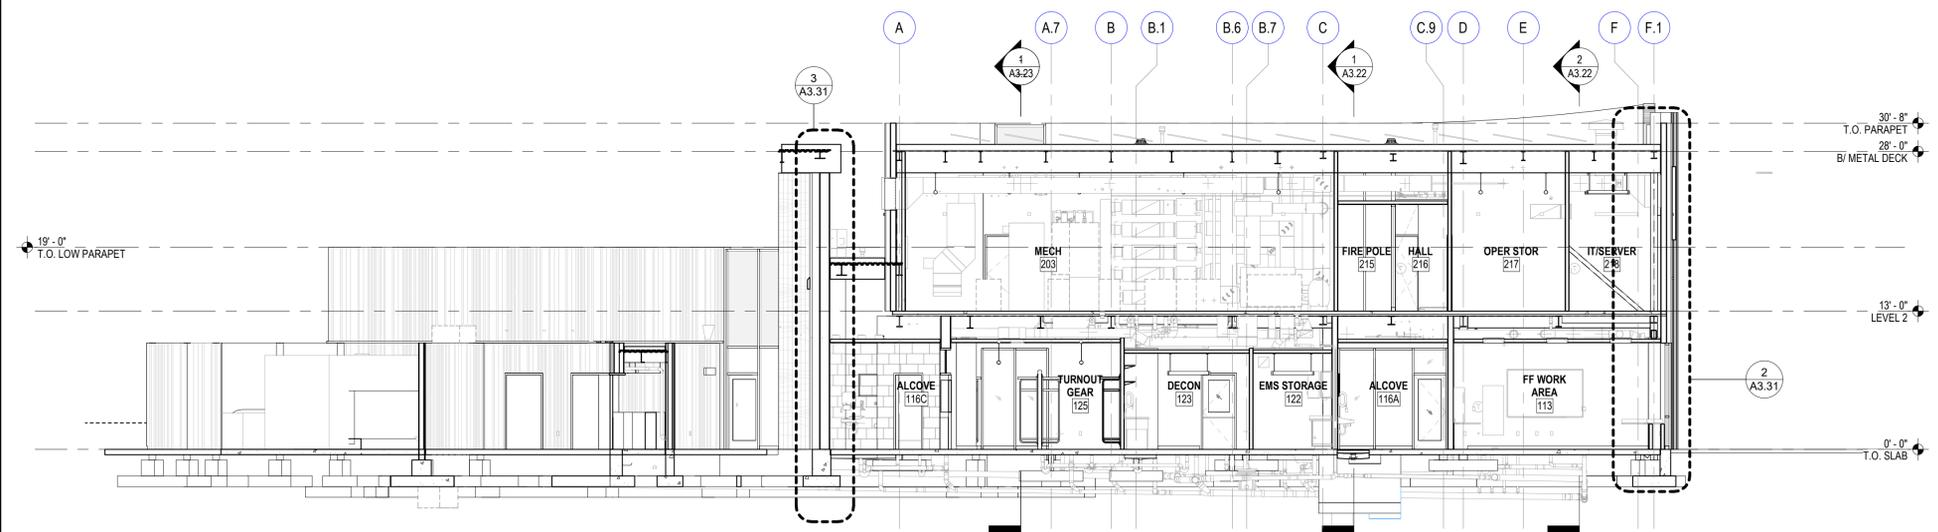 A
A.7
B
B.1
B.6
B.7
C
C.9
D
E
F
F.1
1
A3.23
1
A3.22
2
A3.22
3
A3.31
30' - 8"
T.O. PARAPET
28' - 0"
B/ METAL DECK
19' - 0"
T.O. LOW PARAPET
MECH
203
FIRE POLE
215
HALL
216
OPER STOR
217
IT/SERVER
218
13' - 0"
LEVEL 2
ALCOVE
116C
TURNOUT
GEAR
125
DECON
123
EMS STORAGE
122
ALCOVE
116A
FF WORK
AREA
113
2
A3.31
0' - 0"
T.O. SLAB